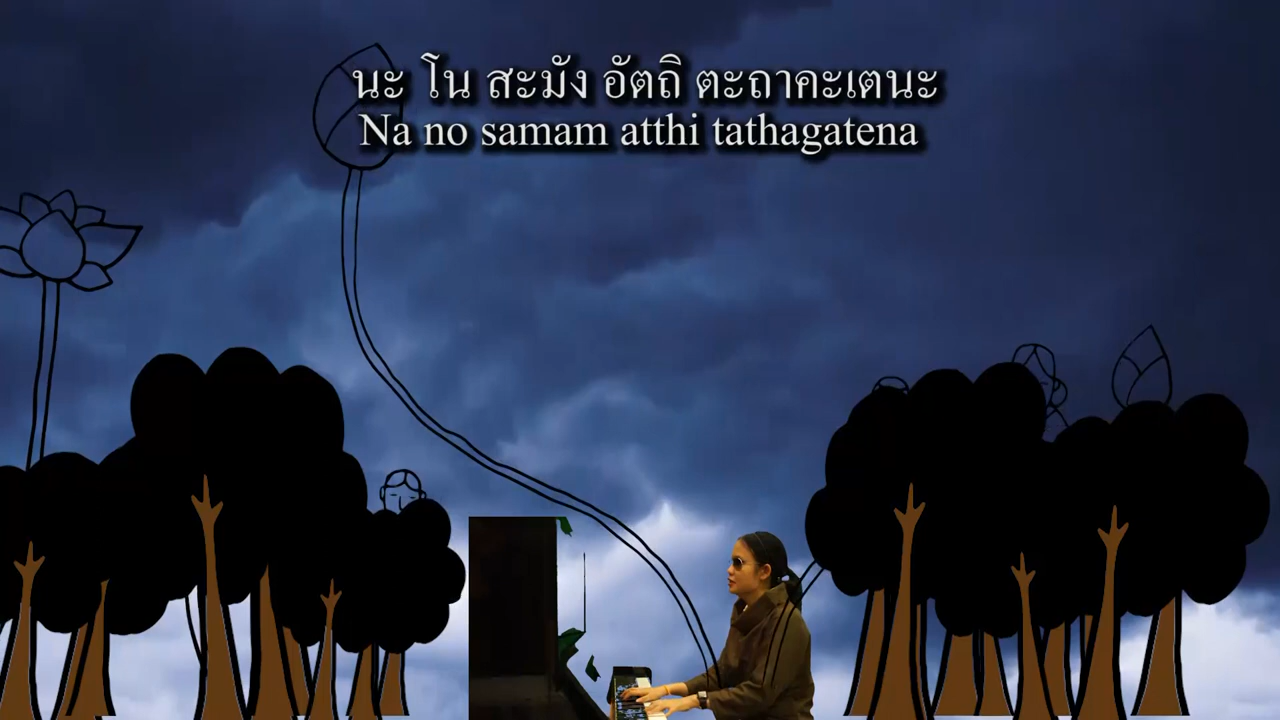 นะ โน สะมัง อัตถิ ตะถาคะเตนะ
Na no samam atthi tathagatena